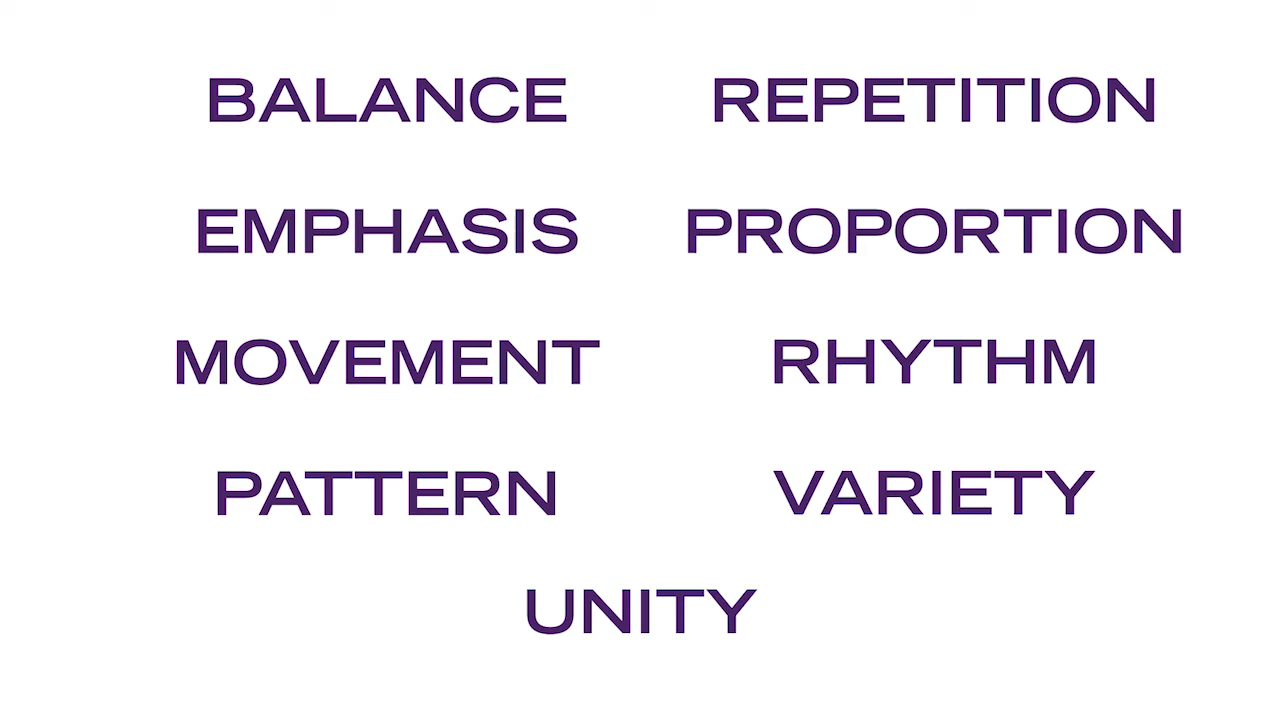 BALANCE REPETITION
EMPHASIS PROPORTION
MOVEMENT RHYTHM
PATTERN VARIETY
UNITY